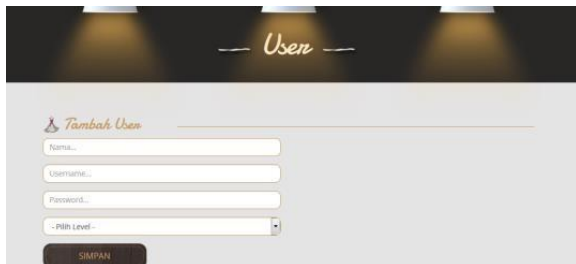 User
Tambah User
Nama...
Username...
Password...
- Pilih Level -
SIMPAN